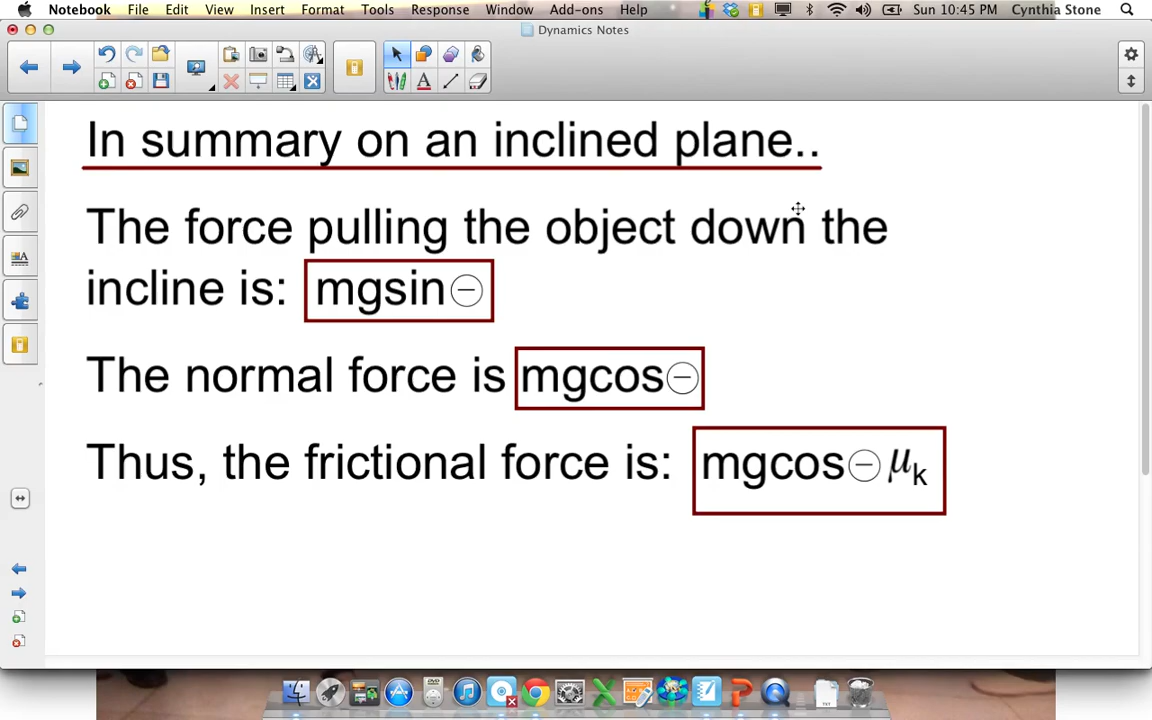 Notebook File Edit View Insert Format Tools Response Window Add-ons Help Sun 10:45 PM Cynthia Stone
Dynamics Notes
In summary on an inclined plane..
The force pulling the object down the
incline is: mgsin⊖
The normal force is mgcos⊖
Thus, the frictional force is: mgcos⊖μk